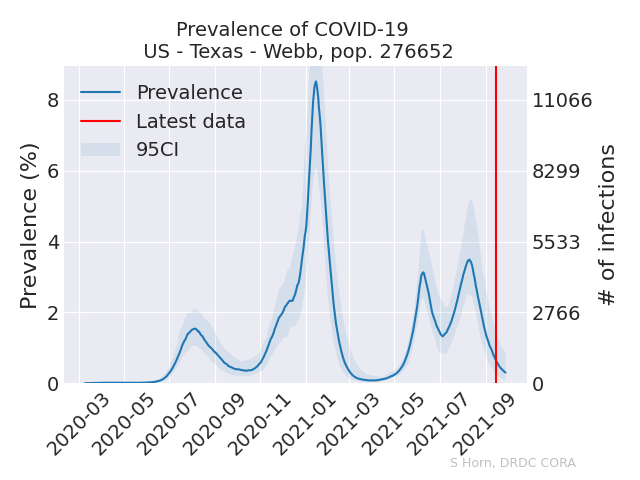 Prevalence of COVID-19
US - Texas - Webb, pop. 276652
Prevalence
Latest data
95CI
Prevalence (%)
8
6
4
2
0
11066
8299
5533
2766
0
# of infections
2020-03
2020-05
2020-07
2020-09
2020-11
2021-01
2021-03
2021-05
2021-07
2021-09
S Horn, DRDC CORA